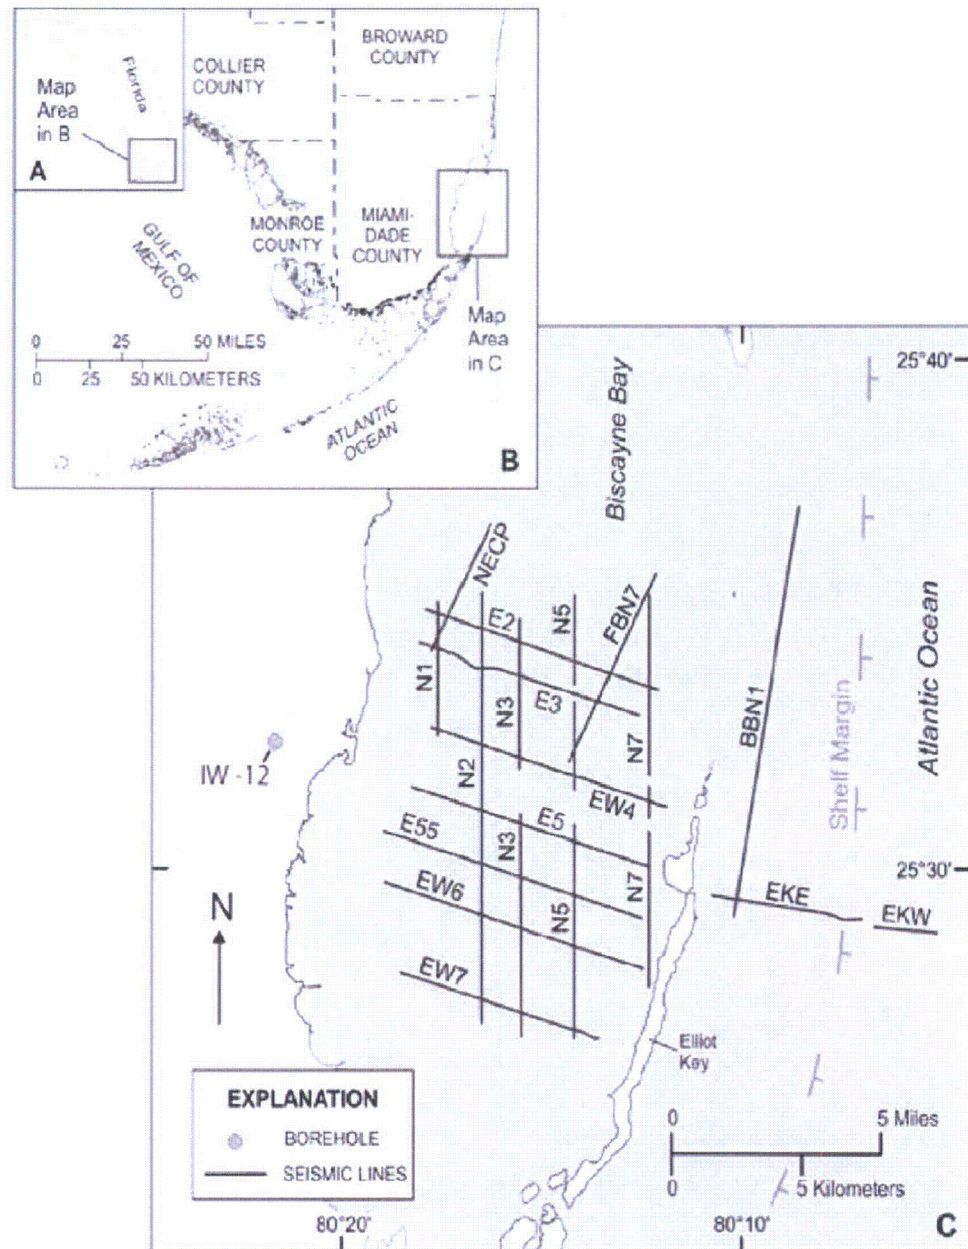 Florida
Map
Area
in B
A
COLLIER
COUNTY
BROWARD
COUNTY
MONROE
COUNTY
MIAMI-
DADE
COUNTY
GULF OF
MEXICO
Map
Area
in C
0 25 50 MILES
0 25 50 KILOMETERS
ATLANTIC
OCEAN
B
Biscayne Bay
25°40'
NECP
E2
N5
FBN7
N1
N3
E3
N7
BBN1
Shelf Margin
Atlantic Ocean
IW -12
N2
EW4
E5
E55
N3
25°30'
EW6
N5
N7
EKE
EKW
N
EW7
Elliot
Key
EXPLANATION
BOREHOLE
SEISMIC LINES
0 5 Miles
0 5 Kilometers
80°20'
80°10'
C